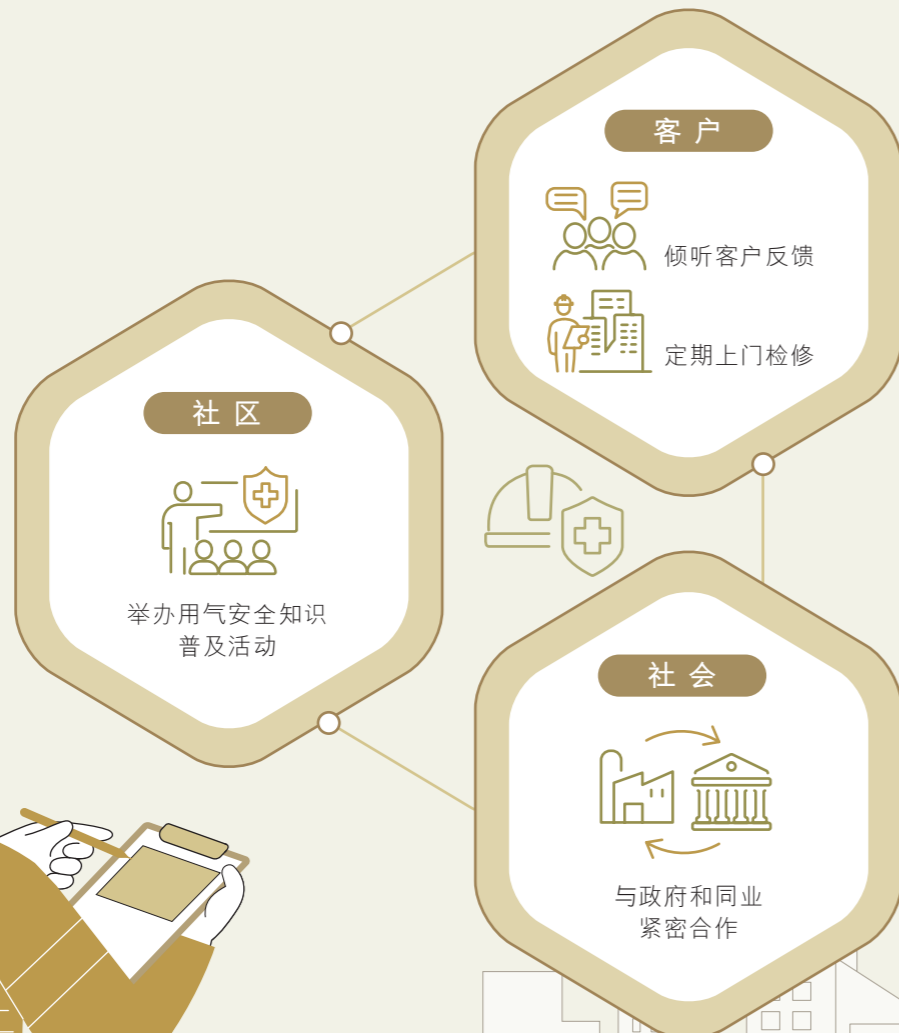 客户
倾听客户反馈
定期上门检修
社区
举办用气安全知识
普及活动
社会
与政府和同业
紧密合作